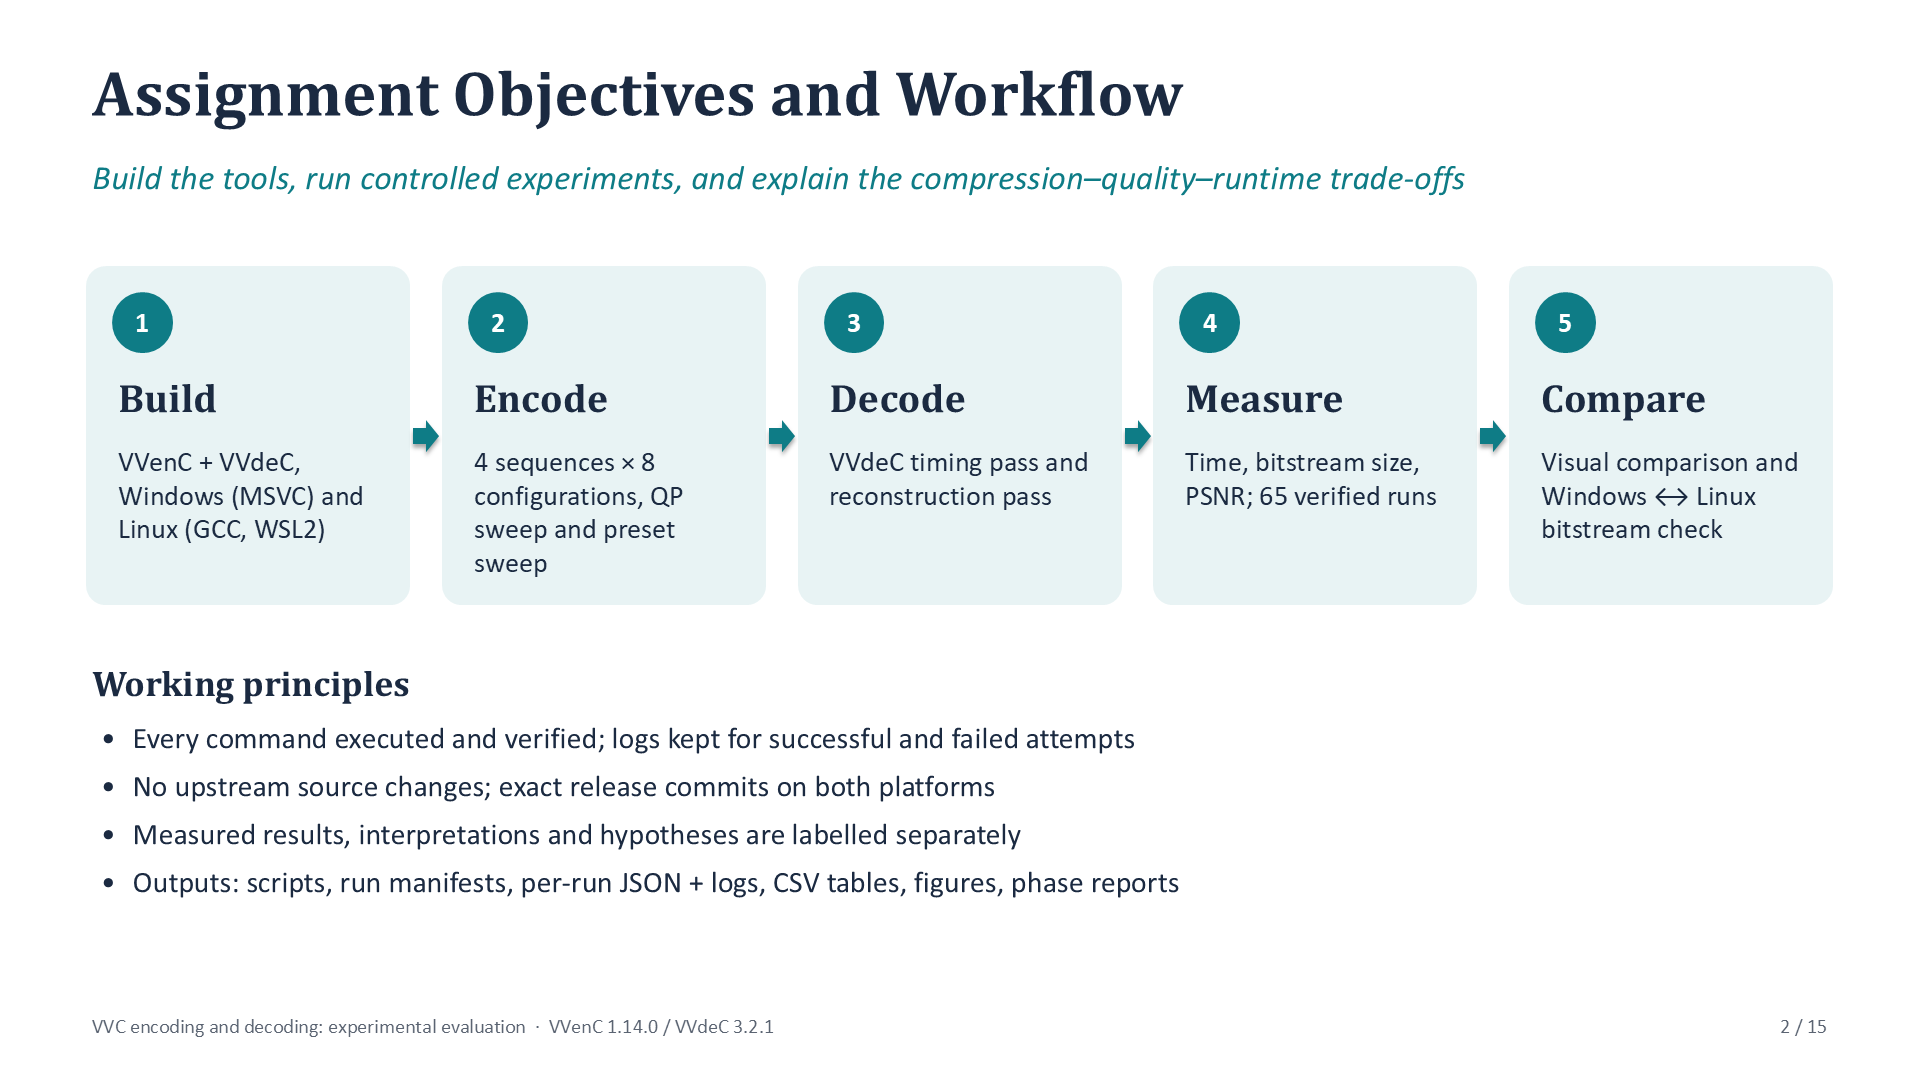 Assignment Objectives and Workflow
Build the tools, run controlled experiments, and explain the compression–quality–runtime trade-offs
1
Build
VVenC + VVdeC,
Windows (MSVC) and
Linux (GCC, WSL2)
2
Encode
4 sequences × 8
configurations, QP
sweep and preset
sweep
3
Decode
VVdeC timing pass and
reconstruction pass
4
Measure
Time, bitstream size,
PSNR; 65 verified runs
5
Compare
Visual comparison and
Windows ↔ Linux
bitstream check
Working principles
• Every command executed and verified; logs kept for successful and failed attempts
• No upstream source changes; exact release commits on both platforms
• Measured results, interpretations and hypotheses are labelled separately
• Outputs: scripts, run manifests, per-run JSON + logs, CSV tables, figures, phase reports
VVC encoding and decoding: experimental evaluation · VVenC 1.14.0 / VVdeC 3.2.1
2 / 15